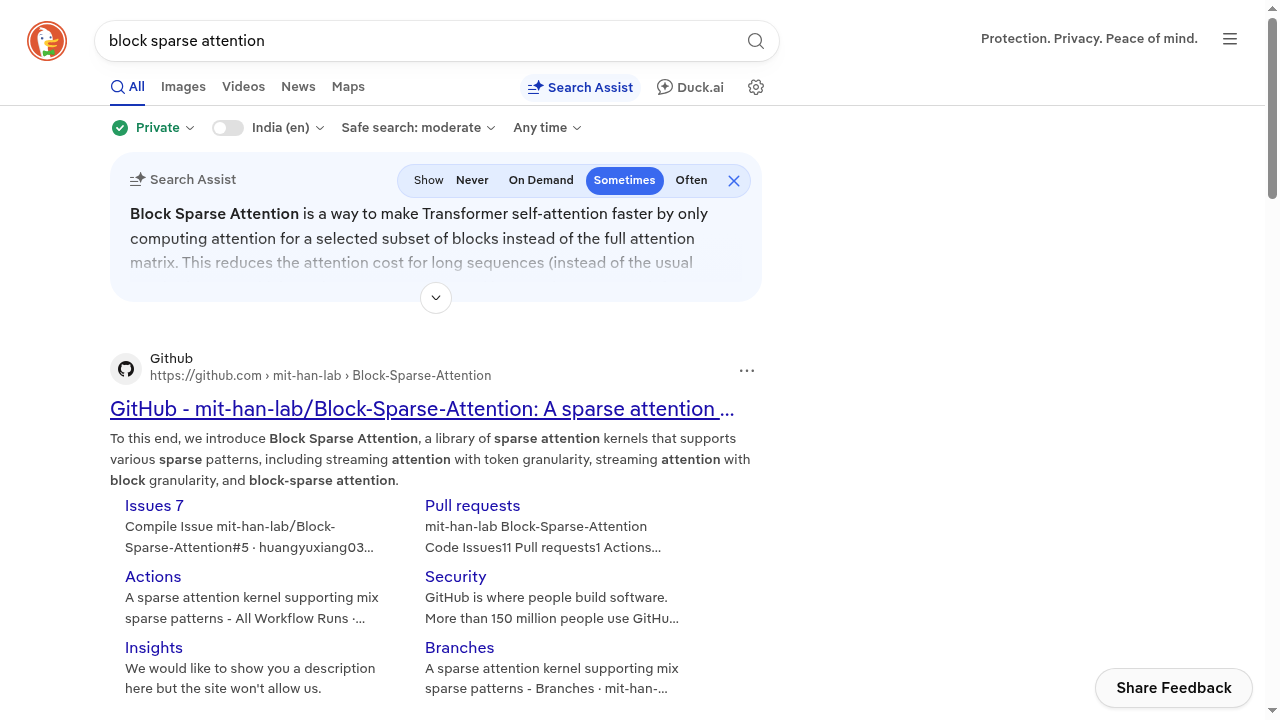 block sparse attention
Protection. Privacy. Peace of mind.
All
Images
Videos
News
Maps
Search Assist
Duck.ai
Private
India (en)
Safe search: moderate
Any time
Search Assist
Show
Never
On Demand
Sometimes
Often
Block Sparse Attention is a way to make Transformer self-attention faster by only
computing attention for a selected subset of blocks instead of the full attention
matrix. This reduces the attention cost for long sequences (instead of the usual
Github
https://github.com › mit-han-lab › Block-Sparse-Attention
GitHub - mit-han-lab/Block-Sparse-Attention: A sparse attention ...
To this end, we introduce Block Sparse Attention, a library of sparse attention kernels that supports
various sparse patterns, including streaming attention with token granularity, streaming attention with
block granularity, and block-sparse attention.
Issues 7
Compile Issue mit-han-lab/Block-
Sparse-Attention#5 · huangyuxiang03...
Pull requests
mit-han-lab Block-Sparse-Attention
Code Issues11 Pull requests1 Actions...
Actions
A sparse attention kernel supporting mix
sparse patterns - All Workflow Runs ·...
Security
GitHub is where people build software.
More than 150 million people use GitHu...
Insights
We would like to show you a description
here but the site won't allow us.
Branches
A sparse attention kernel supporting mix
sparse patterns - Branches · mit-han-...
Share Feedback